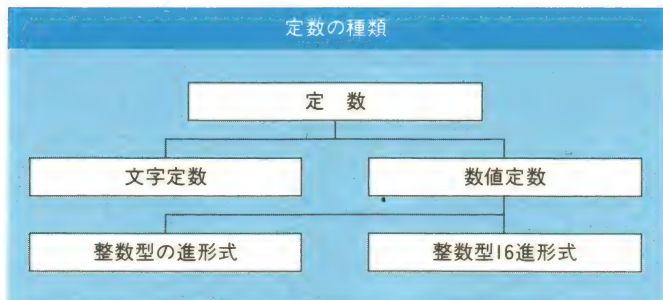 定数の種類
定 数
文字定数
数値定数
整数型の進形式
整数型16進形式